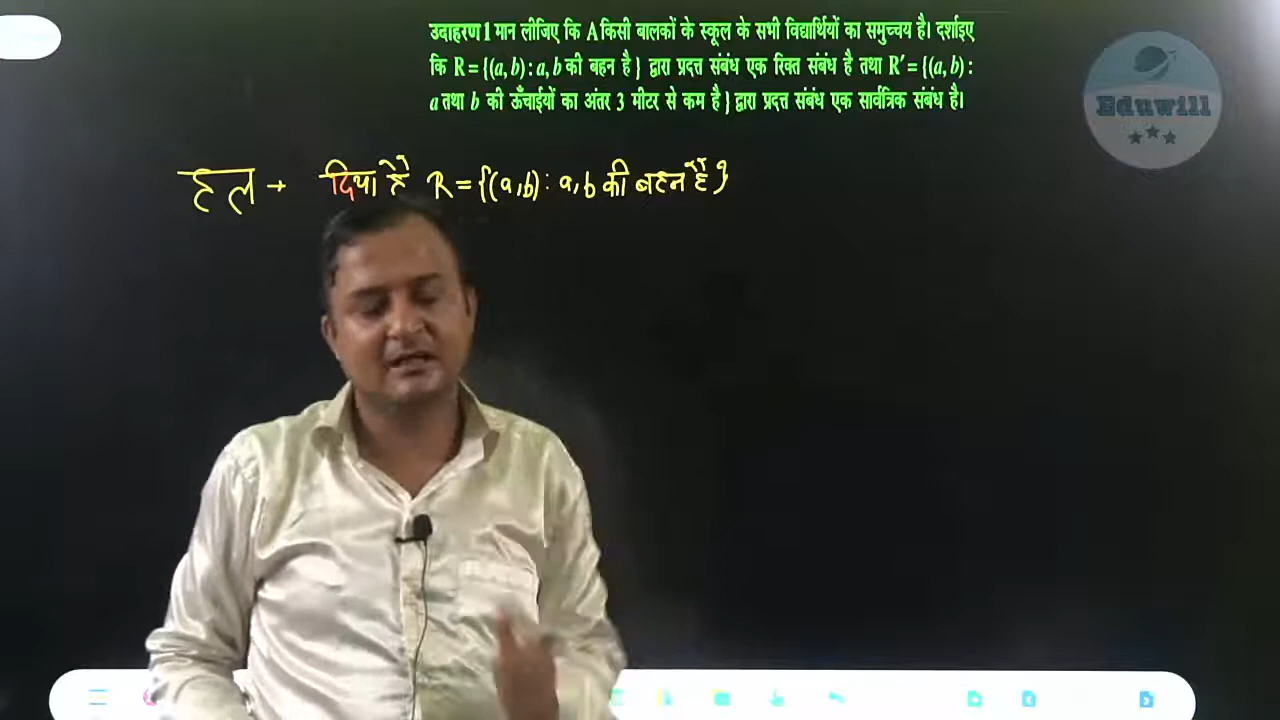 उदाहरण 1 मान लीजिए कि A किसी बालकों के स्कूल के सभी विद्यार्थियों का समुच्चय है। दर्शाइए
कि R = {(a, b) : a, b की बहन है } द्वारा प्रदत्त संबंध एक रिक्त संबंध है तथा R′ = {(a, b) :
a तथा b की ऊँचाईयों का अंतर 3 मीटर से कम है } द्वारा प्रदत्त संबंध एक सार्वत्रिक संबंध है।
Eduwill
हल → दिया है R = {(a, b) : a, b की बहन है }